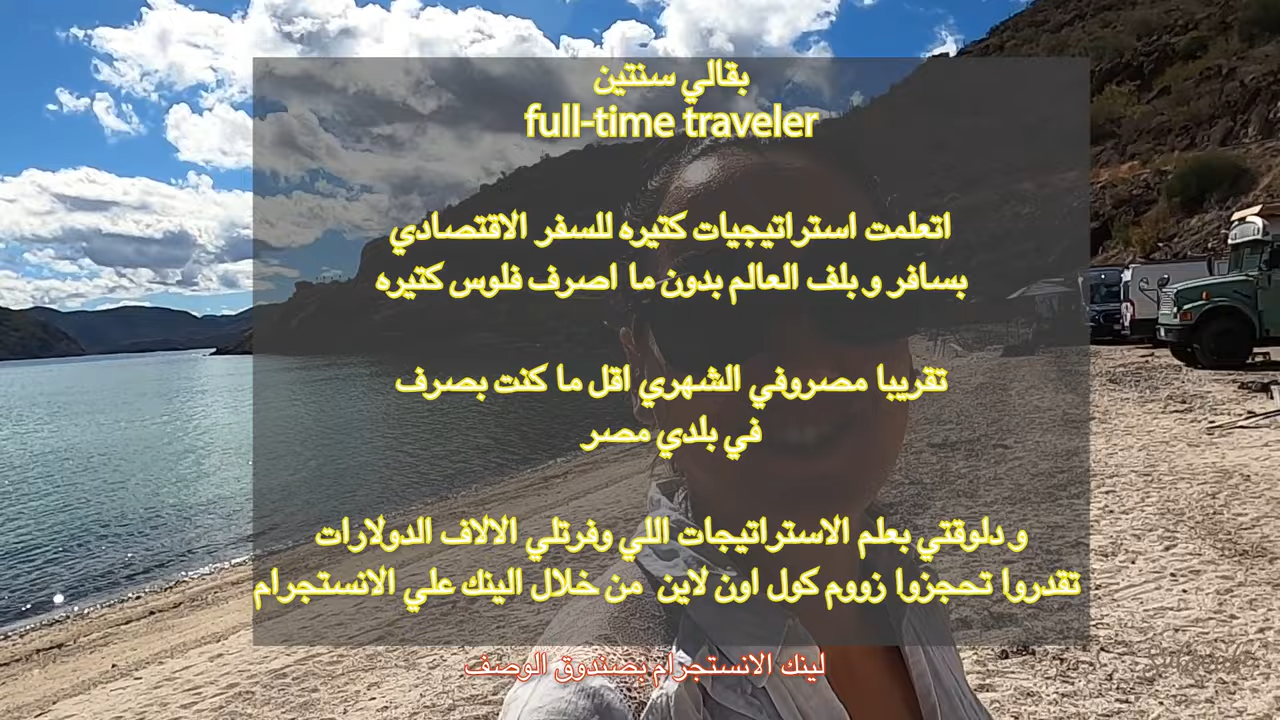 بقالي سنتين
full-time traveler
اتعلمت استراتيجيات كتيره للسفر الاقتصادي
بسافر و بلف العالم بدون ما اصرف فلوس كتيره
تقريبا مصروفي الشهري اقل ما كنت بصرف
في بلدي مصر
و دلوقتي بعلم الاستراتيجات اللي وفرتلي الالاف الدولارات
تقدروا تحجزوا زووم كول اون لاين من خلال الينك علي الانستجرام
لينك الانستجرام بصندوق الوصف